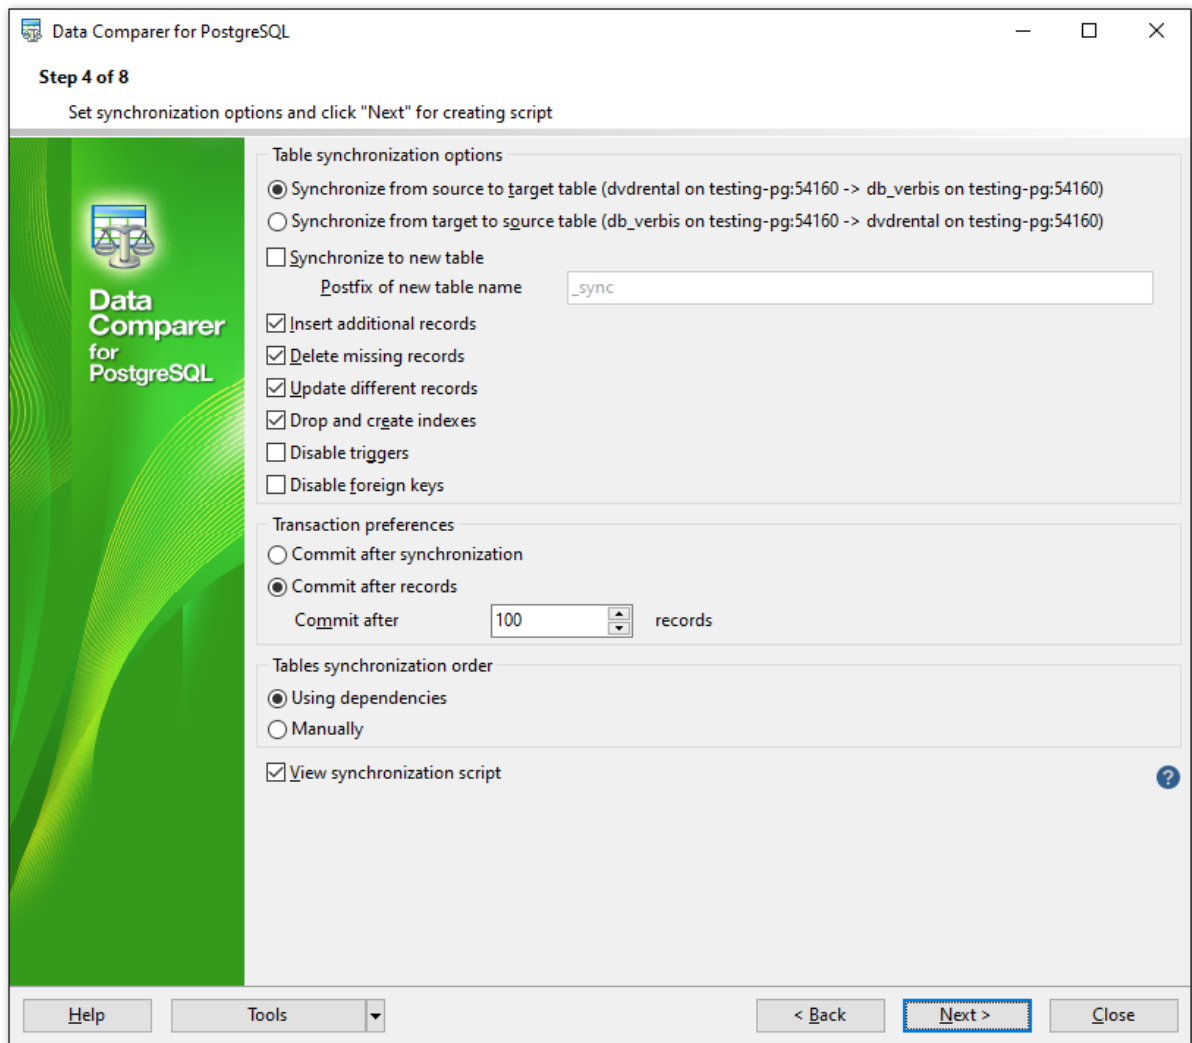 Data Comparer for PostgreSQL
Step 4 of 8
Set synchronization options and click "Next" for creating script
Data
Comparer
for
PostgreSQL
Table synchronization options
Synchronize from source to target table (dvdrental on testing-pg:54160 -> db_verbis on testing-pg:54160)
Synchronize from target to source table (db_verbis on testing-pg:54160 -> dvdrental on testing-pg:54160)
Synchronize to new table
Postfix of new table name _sync
Insert additional records
Delete missing records
Update different records
Drop and create indexes
Disable triggers
Disable foreign keys
Transaction preferences
Commit after synchronization
Commit after records
Commit after 100 records
Tables synchronization order
Using dependencies
Manually
View synchronization script
?
Help Tools < Back Next > Close